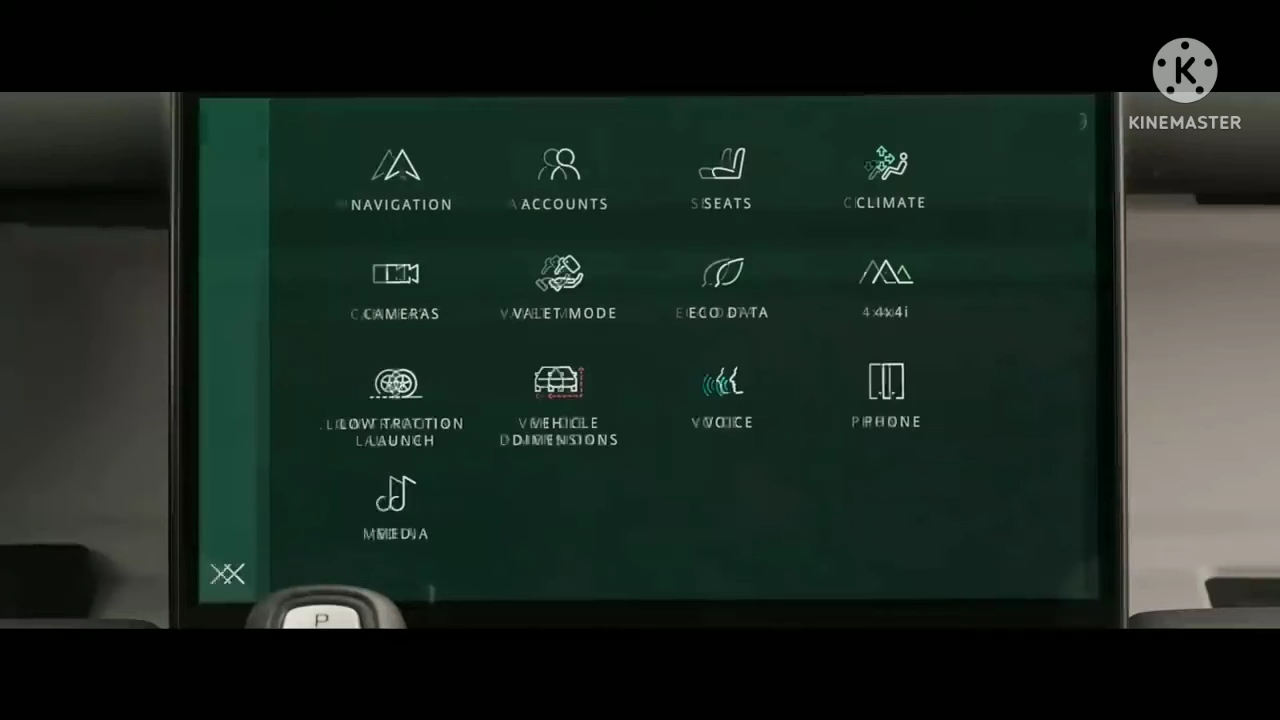 K
KINEMASTER
NAVIGATION ACCOUNTS SEATS CLIMATE
CAMERAS VALET MODE ECO DATA 4x4i
LOW TRACTION LAUNCH VEHICLE DIMENSIONS VOICE PHONE
MEDIA
P